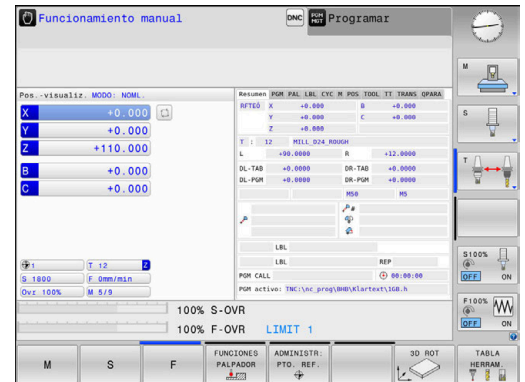 Funcionamiento manual
DNC
PGM MGT
Programar
Pos.-visualiz. MODO: NOML.
X +0.000
Y +0.000
Z +110.000
B +0.000
C +0.000
1
T 12
Z
S 1800
F 0mm/min
Ovr 100%
M 5/9
Resumen PGM PAL LBL CYC M POS TOOL TT TRANS QPARA
X +0.000 B +0.000
Y +0.000 C +0.000
Z +0.000
T : 12 MILL_D24_ROUGH
L +90.0000 R +12.0000
DL-TAB +0.0000 DR-TAB +0.0000
DL-PGM +0.0000 DR-PGM +0.0000
M50 M5
P
LBL
LBL REP
PGM CALL 00:00:00
PGM activo: TNC:\nc_prog\BHB\Klartext\1GB.h
100% S-OVR
100% F-OVR LIMIT 1
M
S
T
S100%
OFF ON
F100%
OFF ON
M
S
F
FUNCIONES PALPADOR
ADMINISTR. PTO. REF.
3D ROT
TABLA HERRAM.